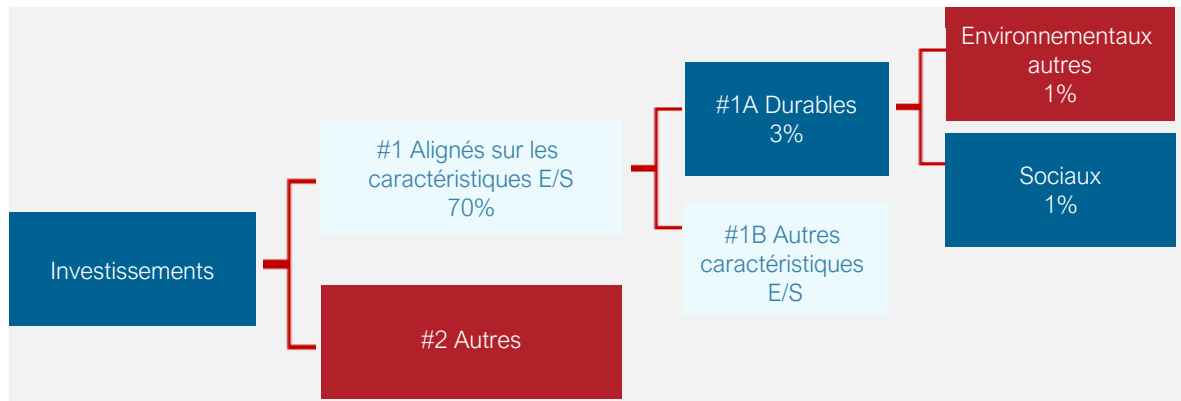 Investissements
#1 Alignés sur les
caractéristiques E/S
70%
#2 Autres
#1A Durables
3%
#1B Autres
caractéristiques
E/S
Environnementaux
autres
1%
Sociaux
1%